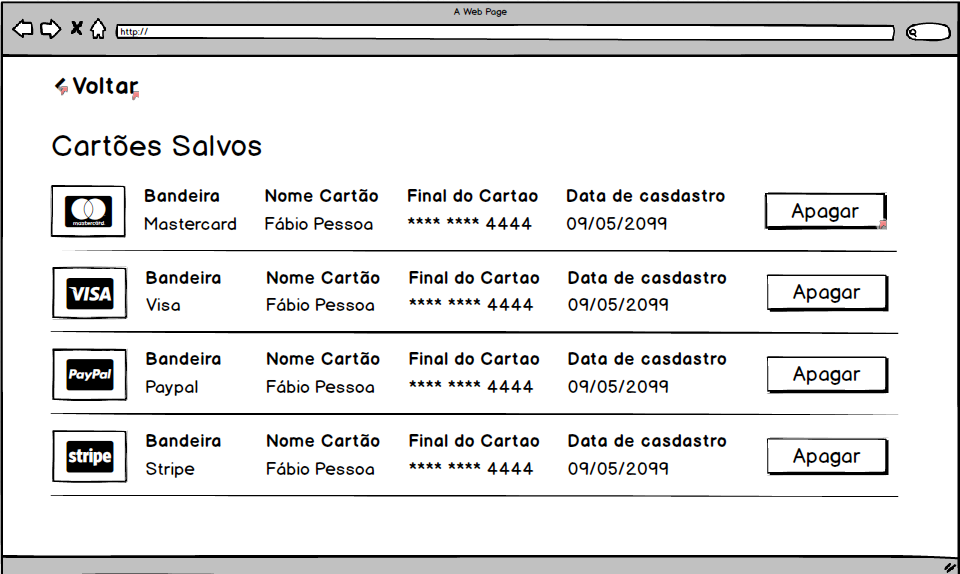 A Web Page
http://
Voltar
Cartões Salvos
Bandeira Nome Cartão Final do Cartao Data de casdastro
mastercard Mastercard Fábio Pessoa **** **** 4444 09/05/2099 Apagar
Bandeira Nome Cartão Final do Cartao Data de casdastro
VISA Visa Fábio Pessoa **** **** 4444 09/05/2099 Apagar
Bandeira Nome Cartão Final do Cartao Data de casdastro
PayPal Paypal Fábio Pessoa **** **** 4444 09/05/2099 Apagar
Bandeira Nome Cartão Final do Cartao Data de casdastro
stripe Stripe Fábio Pessoa **** **** 4444 09/05/2099 Apagar